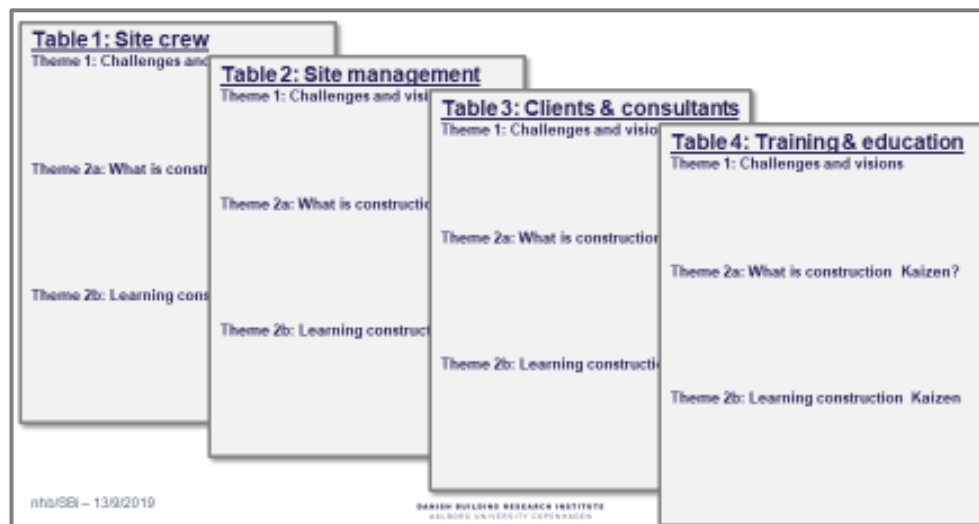 Table 1: Site crew
Theme 1: Challenges and
Theme 2a: What is constr
Theme 2b: Learning cons
Table 2: Site management
Theme 1: Challenges and visi
Theme 2a: What is constructio
Theme 2b: Learning construct
Table 3: Clients & consultants
Theme 1: Challenges and visio
Theme 2a: What is construction
Theme 2b: Learning constructio
Table 4: Training & education
Theme 1: Challenges and visions
Theme 2a: What is construction Kaizen?
Theme 2b: Learning construction Kaizen
nha/SBi – 13/9/2019
DANISH BUILDING RESEARCH INSTITUTE
AALBORG UNIVERSITY COPENHAGEN